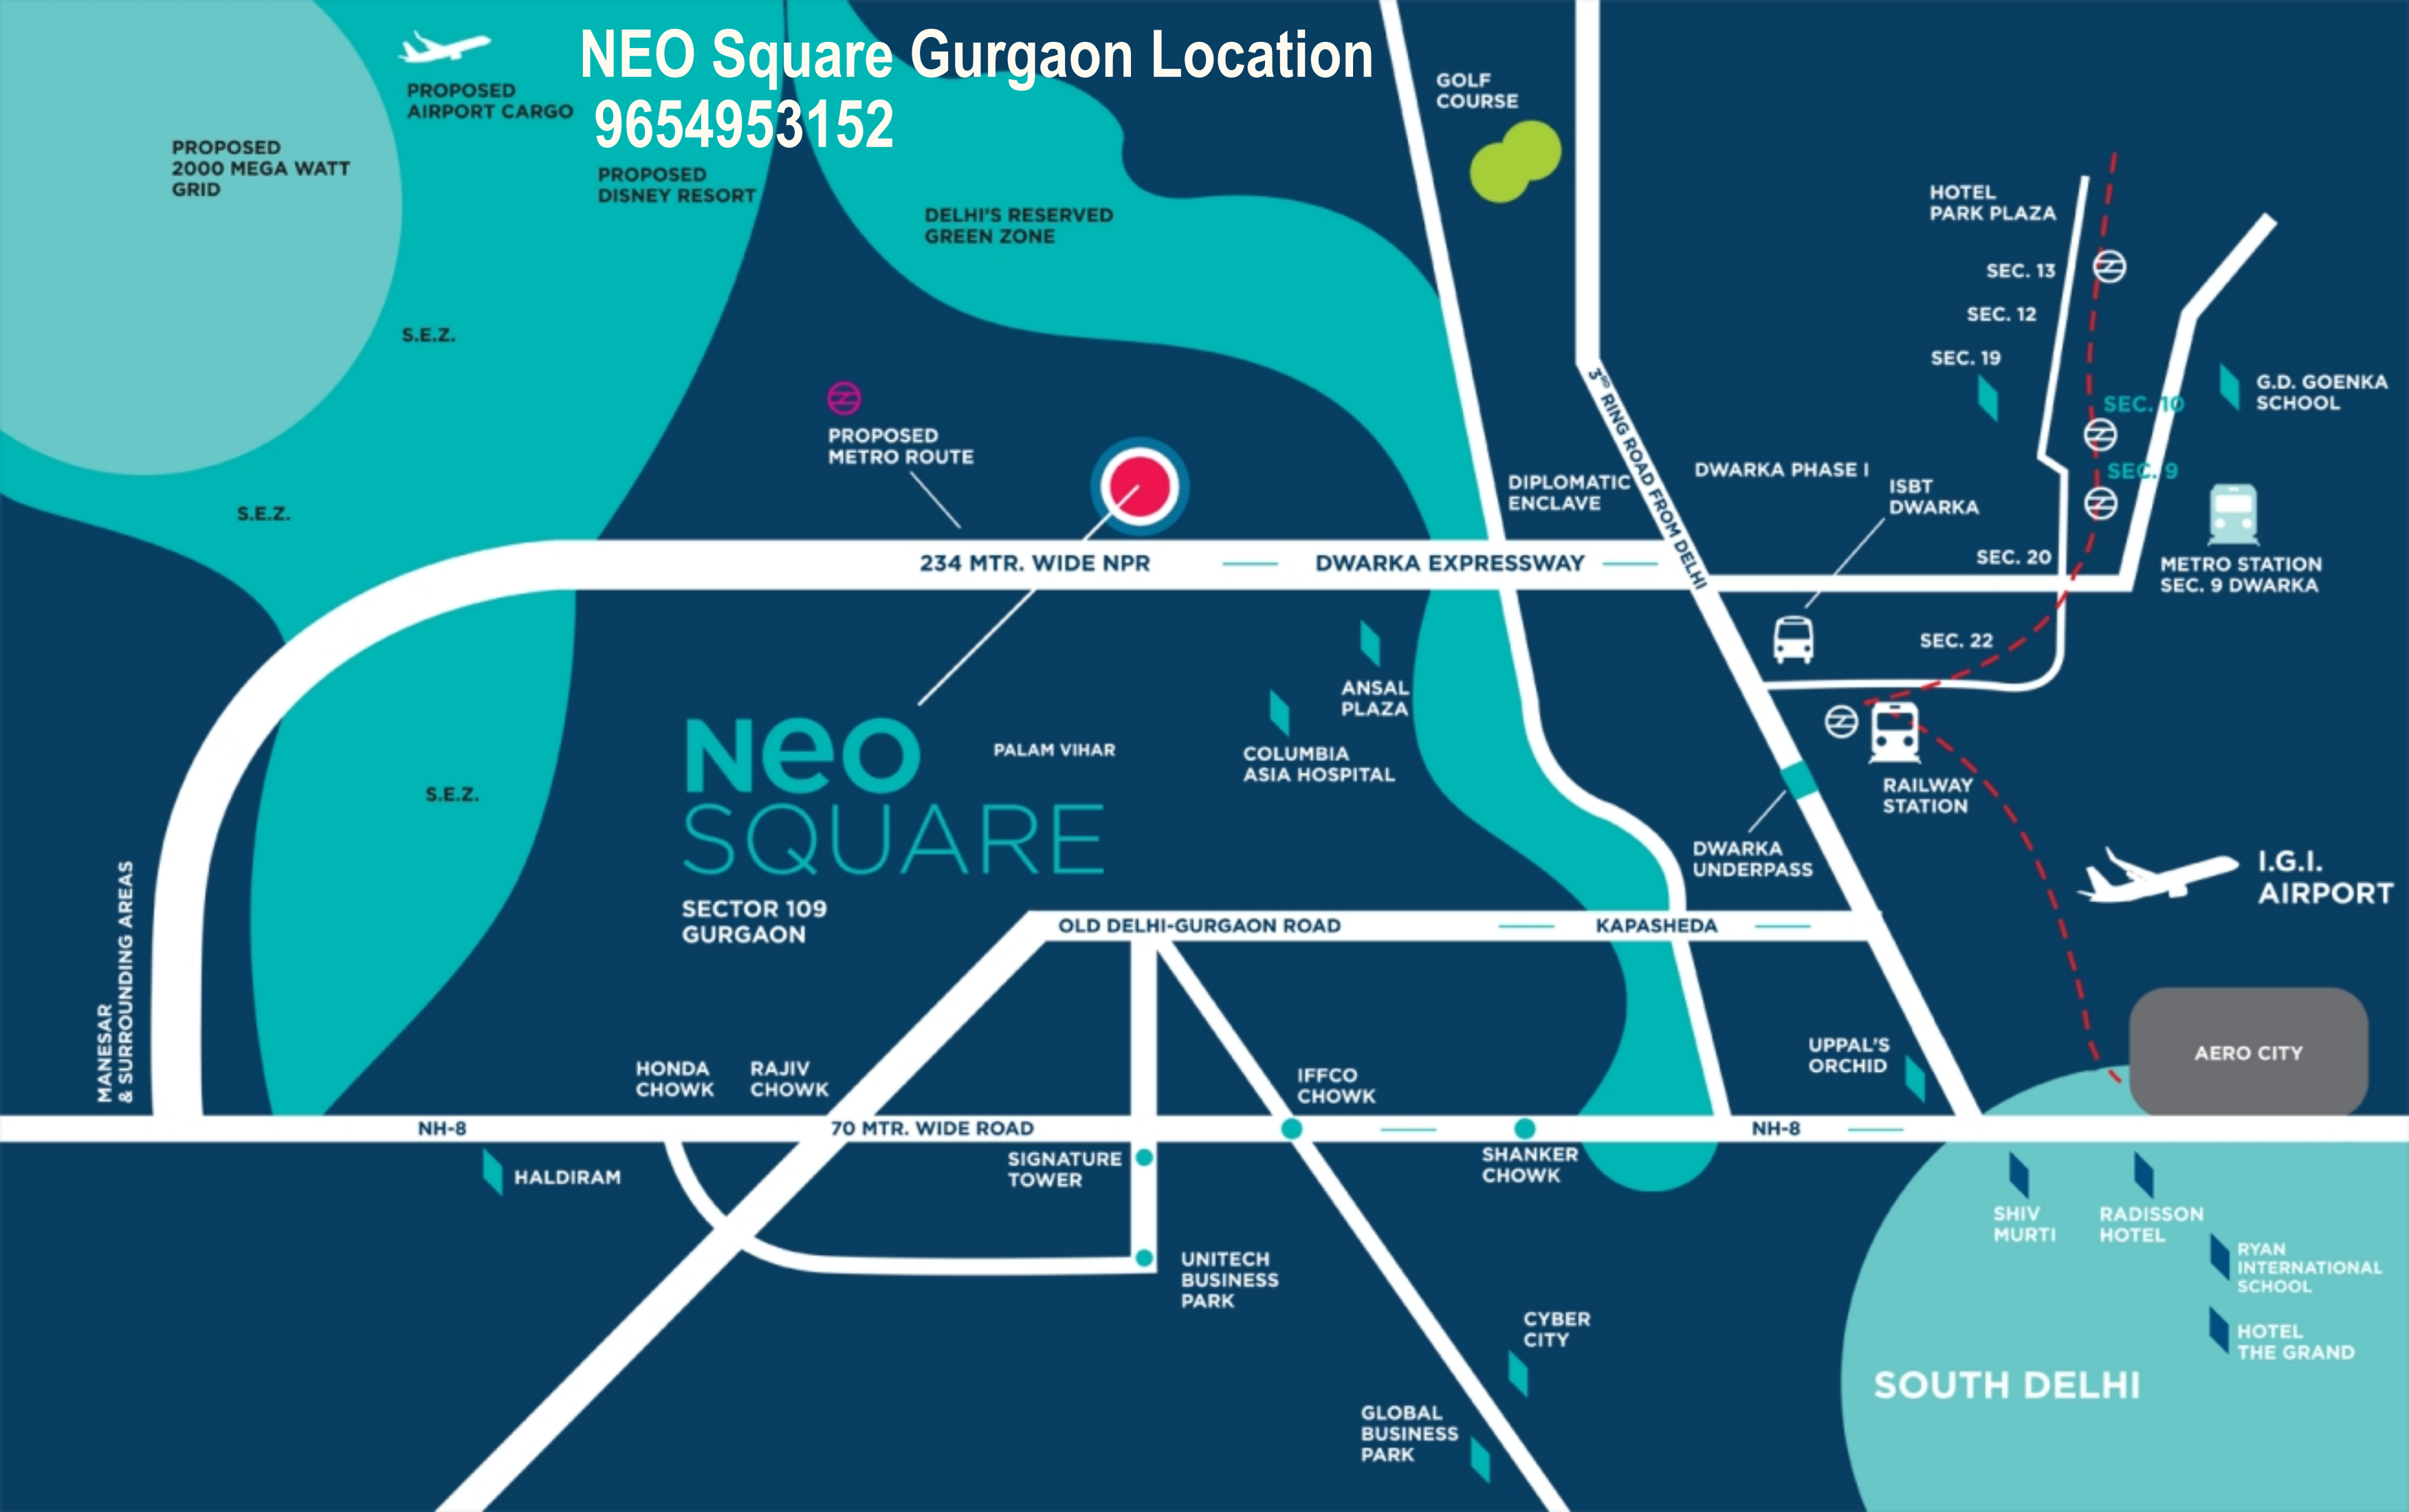 NEO Square Gurgaon Location
9654953152
PROPOSED
AIRPORT CARGO
PROPOSED
2000 MEGA WATT
GRID
PROPOSED
DISNEY RESORT
DELHI'S RESERVED
GREEN ZONE
GOLF
COURSE
HOTEL
PARK PLAZA
SEC. 13
SEC. 12
SEC. 19
S.E.Z.
G.D. GOENKA
SCHOOL
SEC. 10
3RD RING ROAD FROM DELHI
PROPOSED
METRO ROUTE
DIPLOMATIC
ENCLAVE
DWARKA PHASE I
ISBT
DWARKA
SEC. 9
S.E.Z.
234 MTR. WIDE NPR
DWARKA EXPRESSWAY
SEC. 20
METRO STATION
SEC. 9 DWARKA
SEC. 22
ANSAL
PLAZA
Neo
SQUARE
SECTOR 109
GURGAON
PALAM VIHAR
COLUMBIA
ASIA HOSPITAL
S.E.Z.
RAILWAY
STATION
DWARKA
UNDERPASS
I.G.I.
AIRPORT
MANESAR
& SURROUNDING AREAS
OLD DELHI-GURGAON ROAD
KAPASHEDA
AERO CITY
UPPAL'S
ORCHID
HONDA
CHOWK
RAJIV
CHOWK
IFFCO
CHOWK
NH-8
70 MTR. WIDE ROAD
NH-8
HALDIRAM
SIGNATURE
TOWER
SHANKER
CHOWK
SHIV
MURTI
RADISSON
HOTEL
UNITECH
BUSINESS
PARK
RYAN
INTERNATIONAL
SCHOOL
CYBER
CITY
HOTEL
THE GRAND
SOUTH DELHI
GLOBAL
BUSINESS
PARK